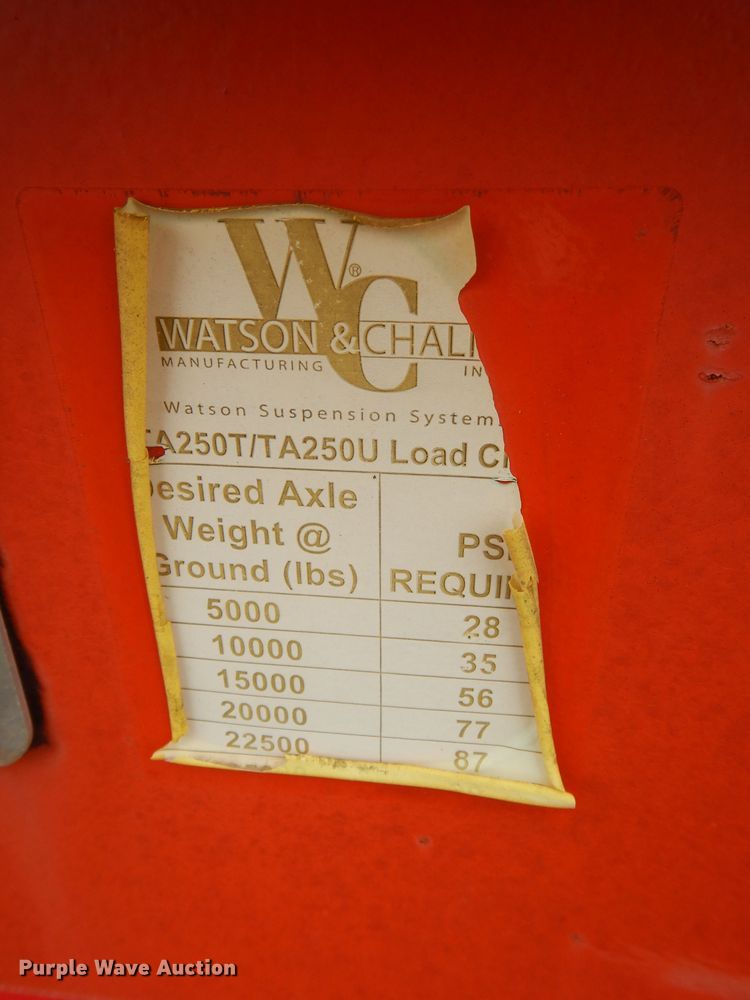 WC®
WATSON & CHAL
MANUFACTURING IN
Watson Suspension System
A250T/TA250U Load C
esired Axle
Weight @ PS
Ground (lbs) REQUI
5000 28
10000 35
15000 56
20000 77
22500 87
Purple Wave Auction